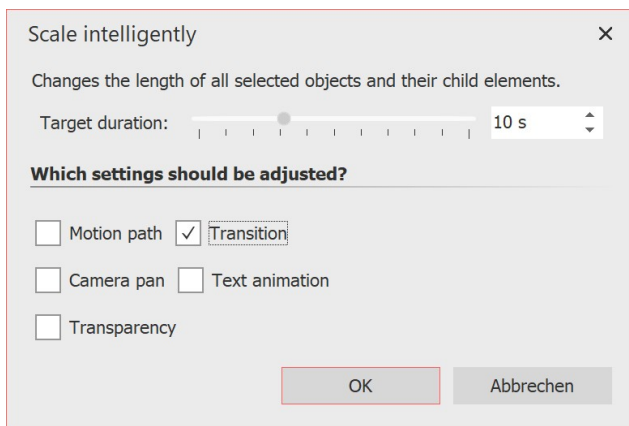 Scale intelligently
Changes the length of all selected objects and their child elements.
Target duration: 10 s
Which settings should be adjusted?
Motion path Transition
Camera pan Text animation
Transparency
OK Abbrechen